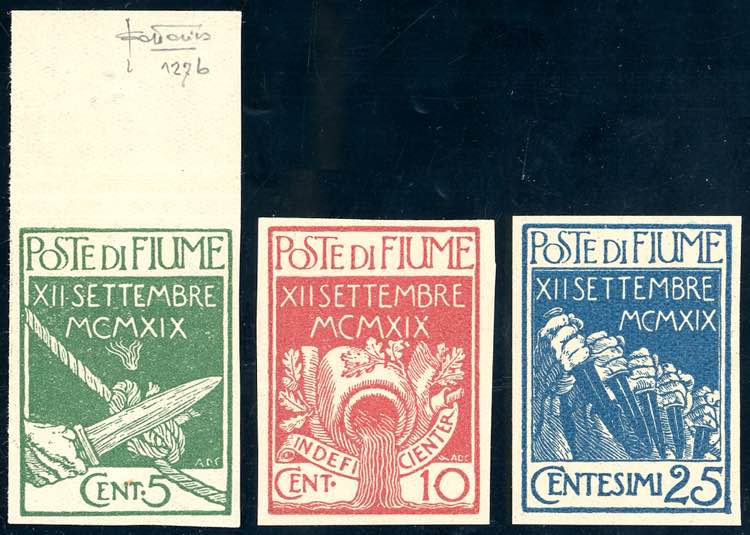 1276
POSTE DI FIUME
XII·SETTEMBRE
MCMXIX
ADC
CENT·5
POSTE DI FIUME
XII SETTEMBRE
MCMXIX
INDEFICIENTER
ADC
CENT· 10
POSTE DI FIUME
XII SETTEMBRE
MCMXIX
CENTESIMI 25